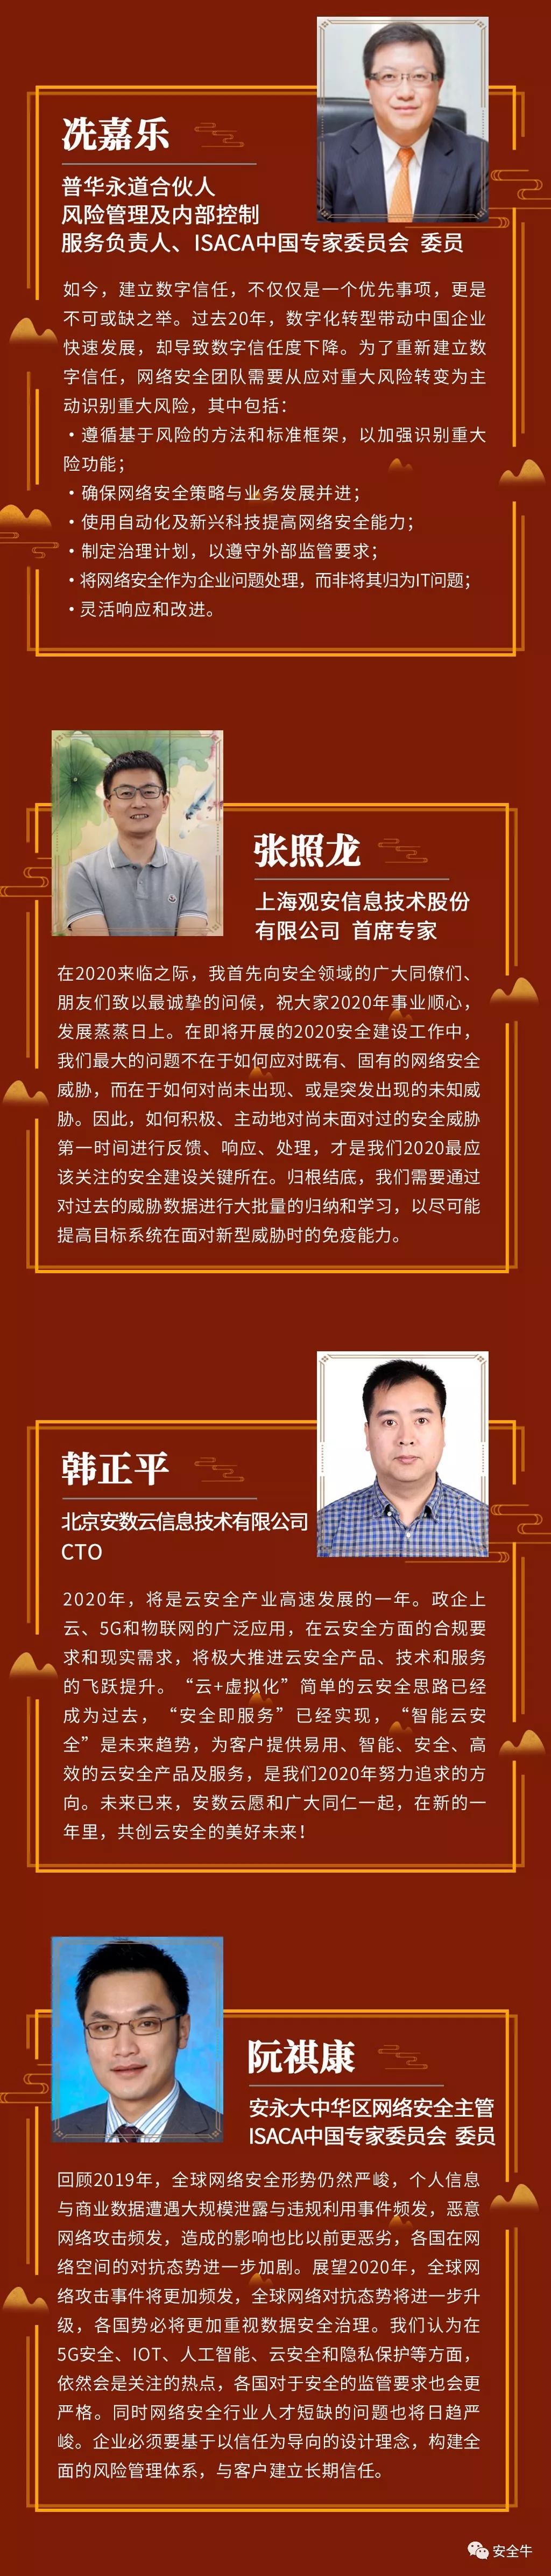 冼嘉乐
普华永道合伙人
风险管理及内部控制
服务负责人、ISACA中国专家委员会 委员
如今，建立数字信任，不仅仅是一个优先事项，更是
不可或缺之举。过去20年，数字化转型带动中国企业
快速发展，却导致数字信任度下降。为了重新建立数
字信任，网络安全团队需要从应对重大风险转变为主
动识别重大风险，其中包括：
·遵循基于风险的方法和标准框架，以加强识别重大
险功能；
·确保网络安全策略与业务发展并进；
·使用自动化及新兴科技提高网络安全能力；
·制定治理计划，以遵守外部监管要求；
·将网络安全作为企业问题处理，而非将其归为IT问题；
·灵活响应和改进。
张照龙
上海观安信息技术股份
有限公司 首席专家
在2020来临之际，我首先向安全领域的广大同僚们、
朋友们致以最诚挚的问候，祝大家2020年事业顺心，
发展蒸蒸日上。在即将开展的2020安全建设工作中，
我们最大的问题不在于如何应对既有、固有的网络安全
威胁，而在于如何对尚未出现、或是突发出现的未知威
胁。因此，如何积极、主动地对尚未面对过的安全威胁
第一时间进行反馈、响应、处理，才是我们2020最应
该关注的安全建设关键所在。归根结底，我们需要通过
对过去的威胁数据进行大批量的归纳和学习，以尽可能
提高目标系统在面对新型威胁时的免疫能力。
韩正平
北京安数云信息技术有限公司
CTO
2020年，将是云安全产业高速发展的一年。政企上
云、5G和物联网的广泛应用，在云安全方面的合规要
求和现实需求，将极大推进云安全产品、技术和服务
的飞跃提升。“云+虚拟化”简单的云安全思路已经
成为过去，“安全即服务”已经实现，“智能云安
全”是未来趋势，为客户提供易用、智能、安全、高
效的云安全产品及服务，是我们2020年努力追求的方
向。未来已来，安数云愿和广大同仁一起，在新的一
年里，共创云安全的美好未来！
阮祺康
安永大中华区网络安全主管
ISACA中国专家委员会 委员
回顾2019年，全球网络安全形势仍然严峻，个人信息
与商业数据遭遇大规模泄露与违规利用事件频发，恶意
网络攻击频发，造成的影响也比以前更恶劣，各国在网
络空间的对抗态势进一步加剧。展望2020年，全球网
络攻击事件将更加频发，全球网络对抗态势将进一步升
级，各国势必将更加重视数据安全治理。我们认为在
5G安全、IOT、人工智能、云安全和隐私保护等方面，
依然会是关注的热点，各国对于安全的监管要求也会更
严格。同时网络安全行业人才短缺的问题也将日趋严
峻。企业必须要基于以信任为导向的设计理念，构建全
面的风险管理体系，与客户建立长期信任。
安全牛